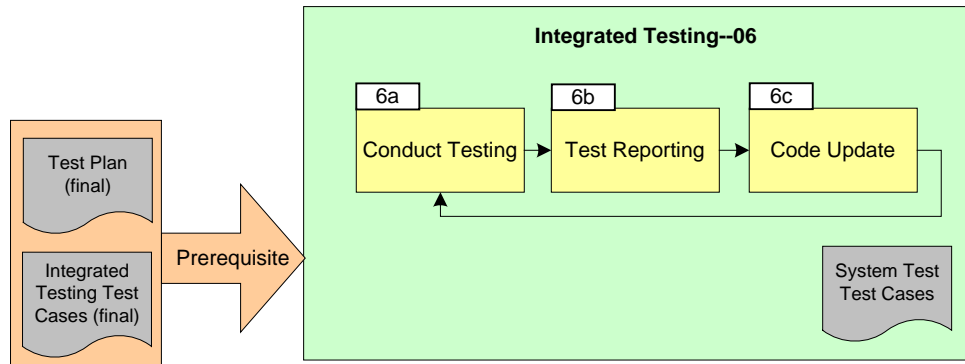 Integrated Testing--06
6a
6b
6c
Conduct Testing
Test Reporting
Code Update
Test Plan
(final)
Prerequisite
Integrated
Testing Test
Cases (final)
System Test
Test Cases